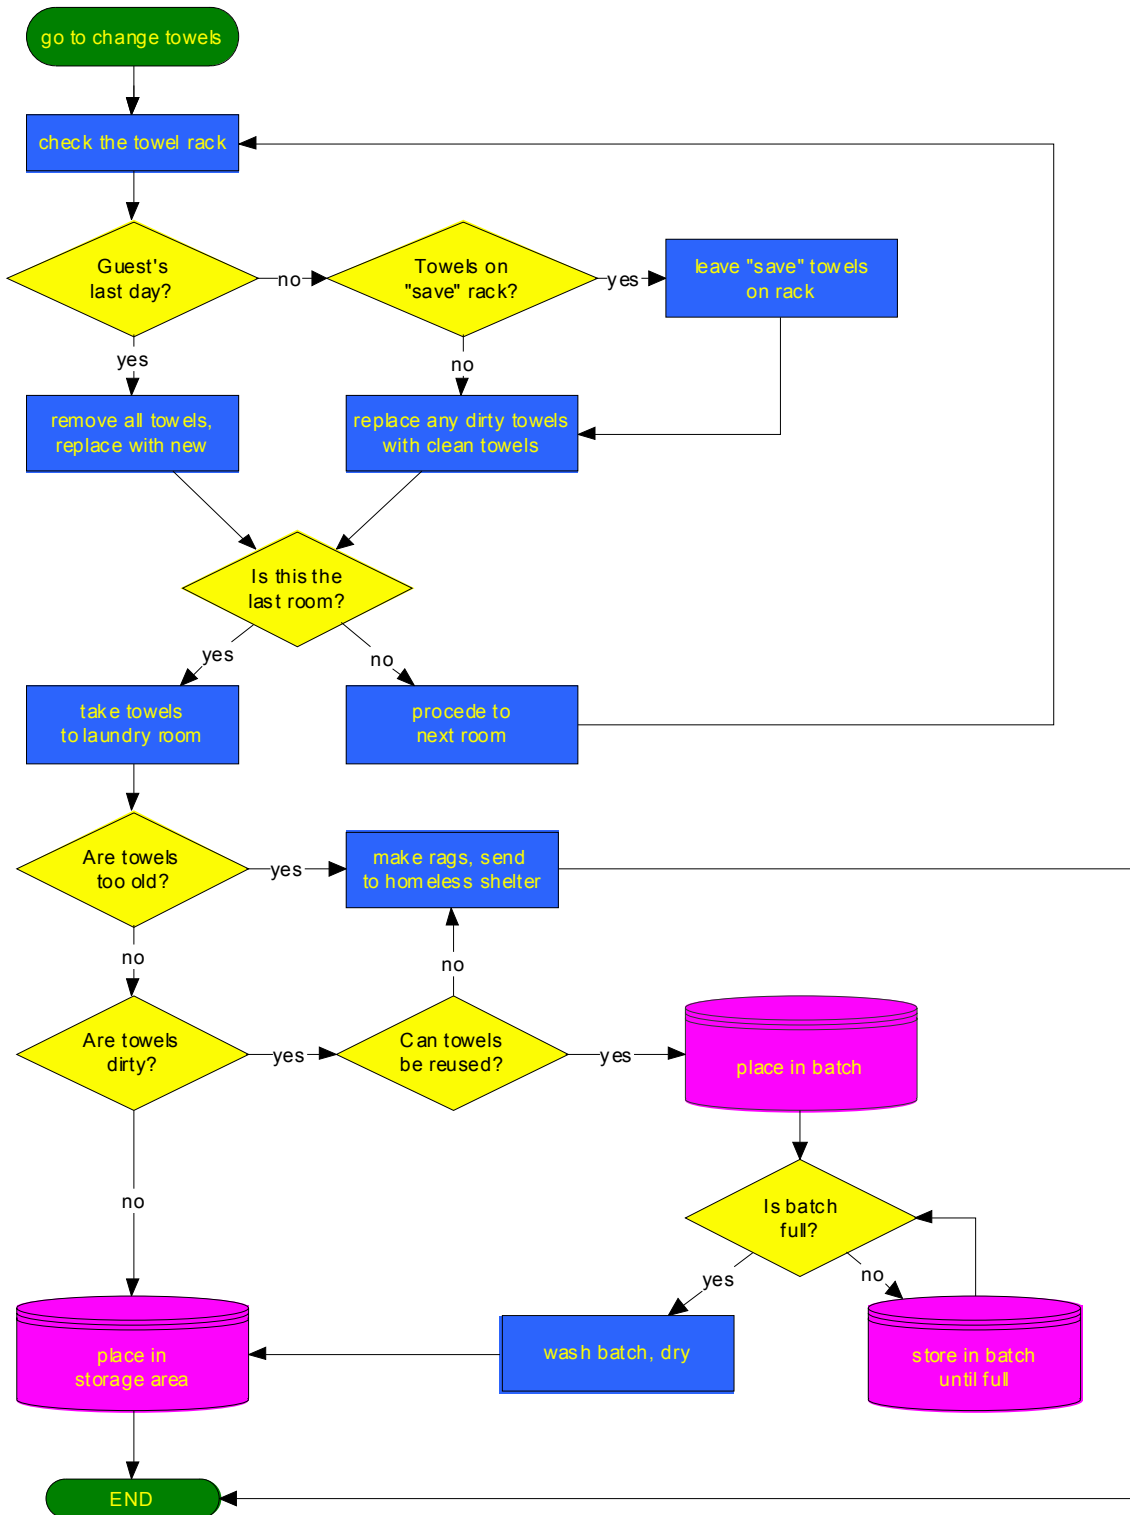 go to change towels
check the towel rack
Guest's
last day?
no
Towels on
"save" rack?
yes
leave "save" towels
on rack
yes
no
remove all towels,
replace with new
replace any dirty towels
with clean towels
Is this the
last room?
yes
no
take towels
to laundry room
procede to
next room
Are towels
too old?
yes
make rags, send
to homeless shelter
no
no
Are towels
dirty?
yes
Can towels
be reused?
yes
place in batch
no
Is batch
full?
yes
no
place in
storage area
wash batch, dry
store in batch
until full
END